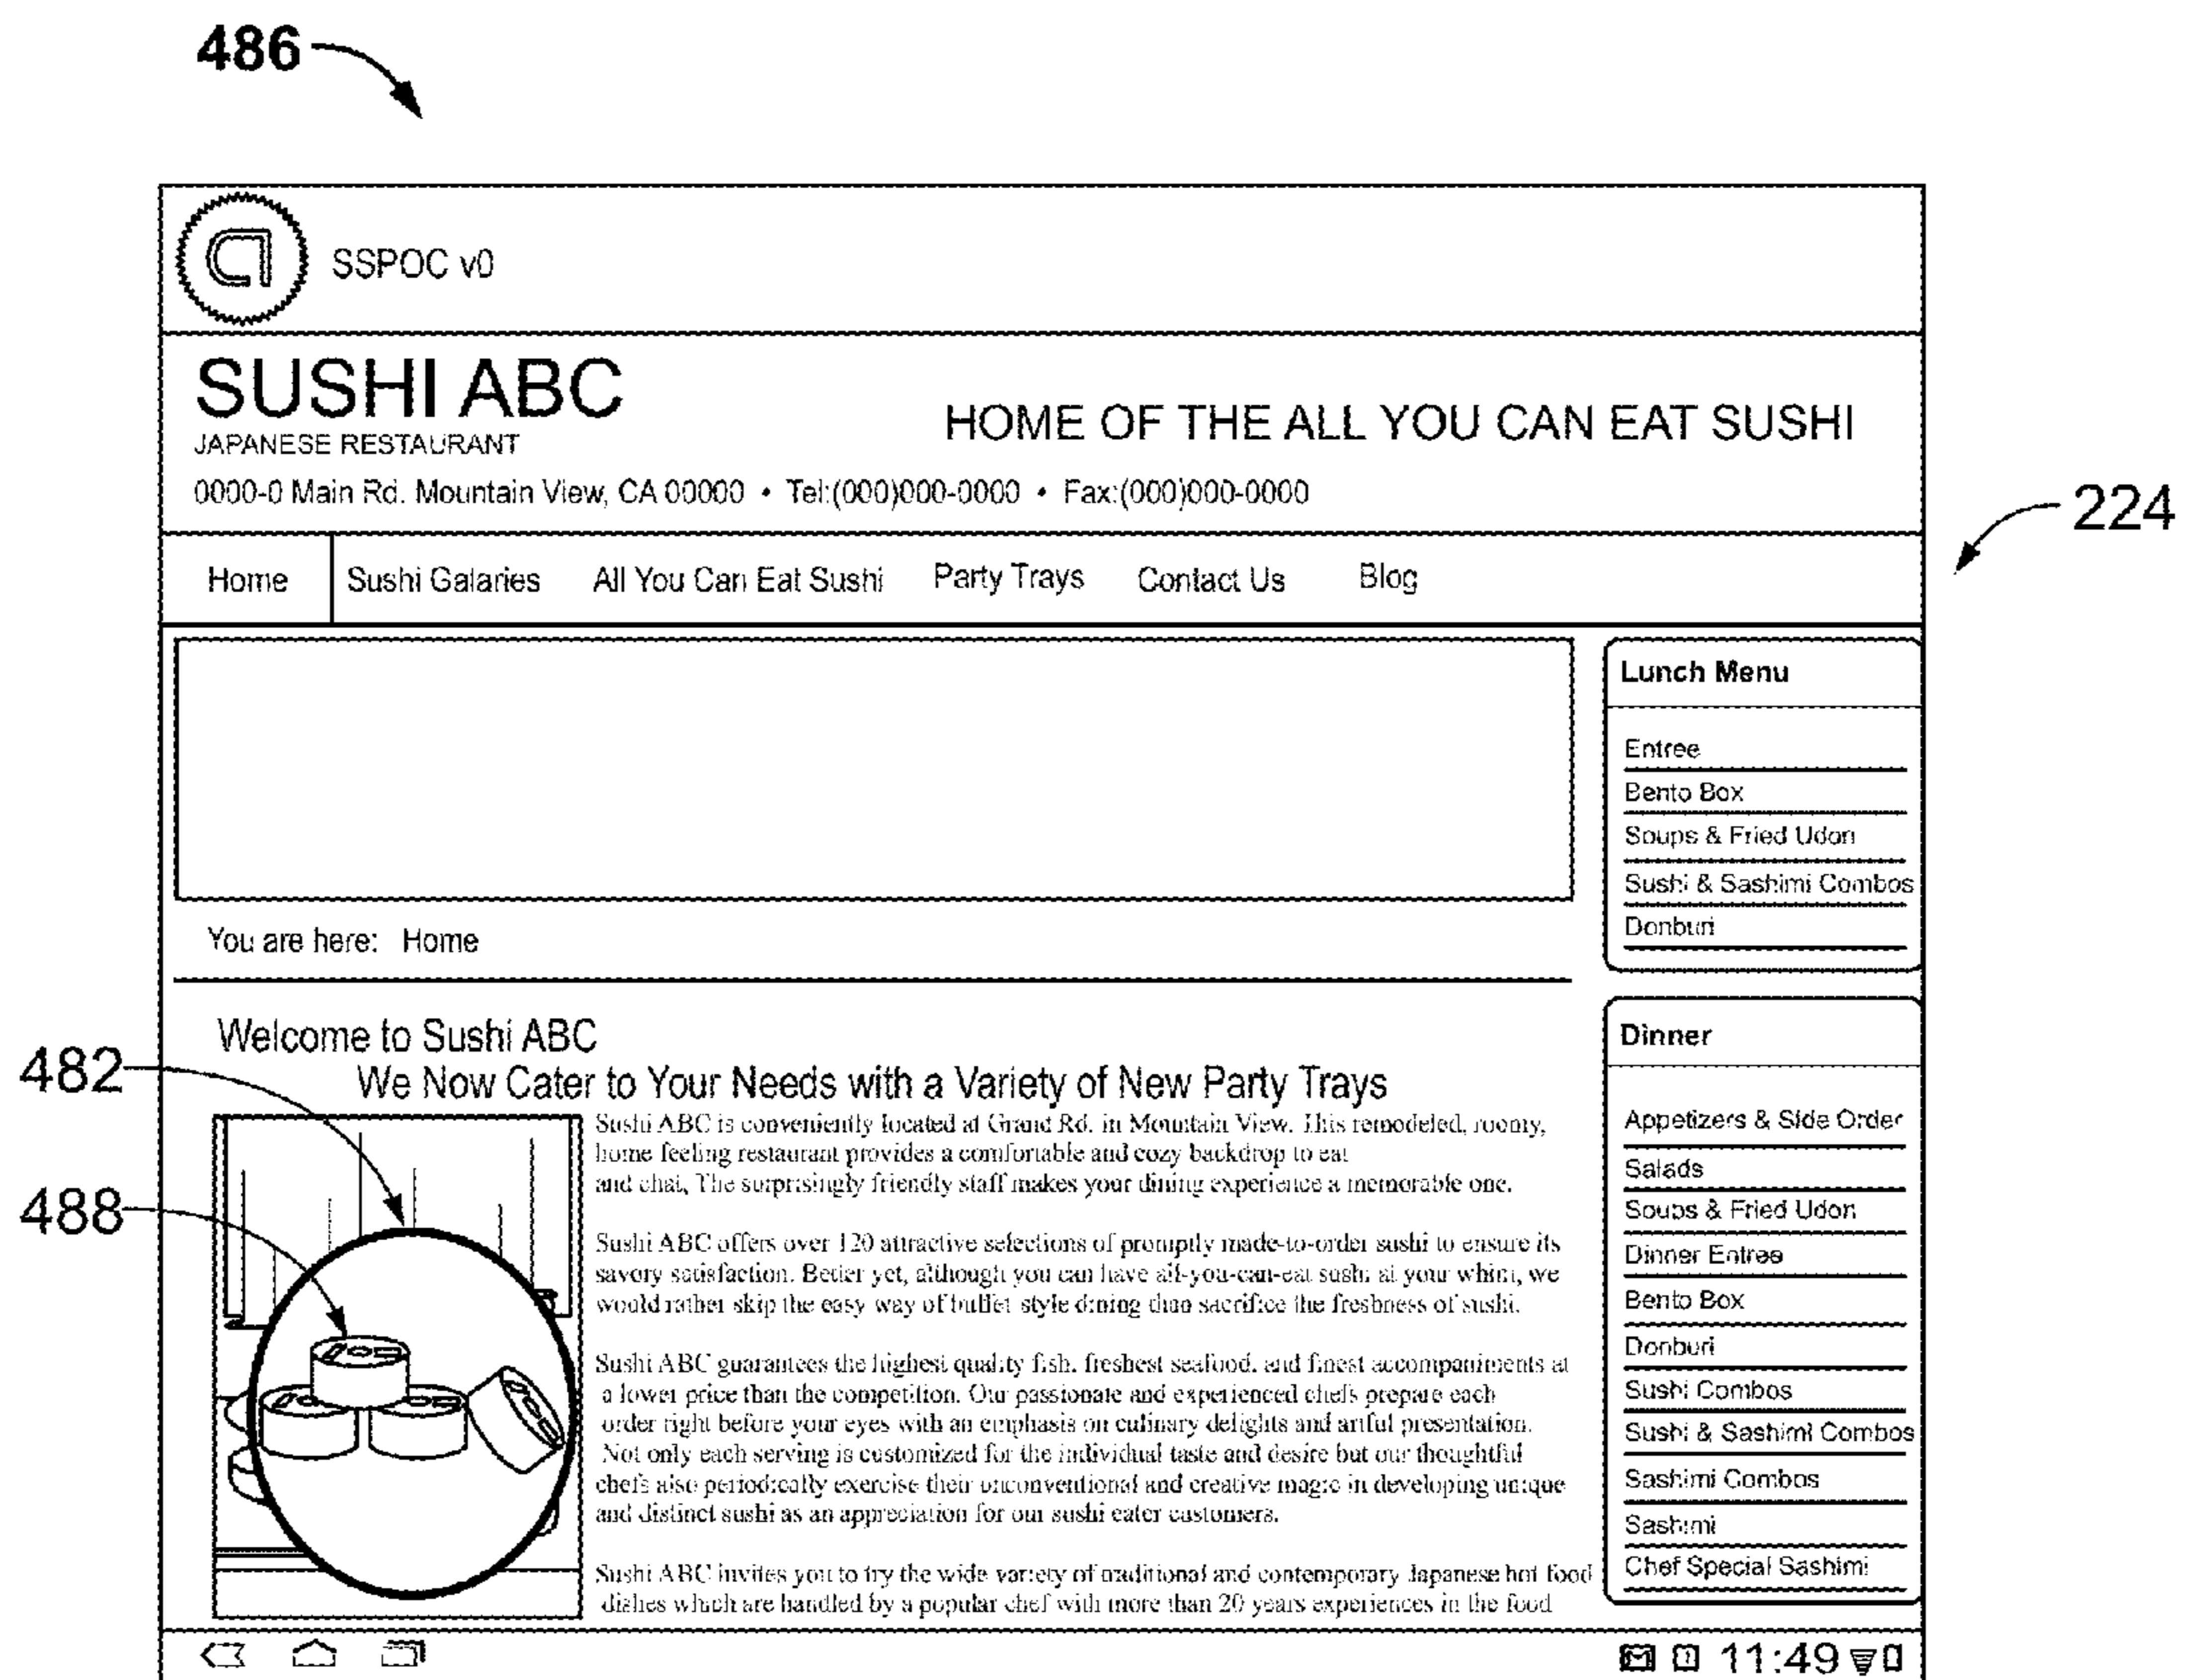 486
SSPOC v0
SUSHI ABC
JAPANESE RESTAURANT
HOME OF THE ALL YOU CAN EAT SUSHI
0000-0 Main Rd. Mountain View, CA 00000 • Tel:(000)000-0000 • Fax:(000)000-0000
224
Home Sushi Galaries All You Can Eat Sushi Party Trays Contact Us Blog
Lunch Menu
Entree
Bento Box
Soups & Fried Udon
Sushi & Sashimi Combos
Donburi
You are here: Home
Welcome to Sushi ABC
We Now Cater to Your Needs with a Variety of New Party Trays
482
488
Sushi ABC is conveniently located at Grand Rd. in Mountain View. This remodeled, roomy,
home feeling restaurant provides a comfortable and cozy backdrop to eat
and chat, The surprisingly friendly staff makes your dining experience a memorable one.
Sushi ABC offers over 120 attractive selections of promptly made-to-order sushi to ensure its
savory satisfaction. Better yet, although you can have all-you-can-eat sushi at your whim, we
would rather skip the easy way of buffet style dining than sacrifice the freshness of sushi.
Sushi ABC guarantees the highest quality fish, freshest seafood, and finest accompaniments at
a lower price than the competition. Our passionate and experienced chefs prepare each
order right before your eyes with an emphasis on culinary delights and artful presentation.
Not only each serving is customized for the individual taste and desire but our thoughtful
chefs also periodically exercise their unconventional and creative magic in developing unique
and distinct sushi as an appreciation for our sushi eater customers.
Sushi ABC invites you to try the wide variety of traditional and contemporary Japanese hot food
dishes which are handled by a popular chef with more than 20 years experiences in the food
Dinner
Appetizers & Side Order
Salads
Soups & Fried Udon
Dinner Entree
Bento Box
Donburi
Sushi Combos
Sushi & Sashimi Combos
Sashimi Combos
Sashimi
Chef Special Sashimi
11:49